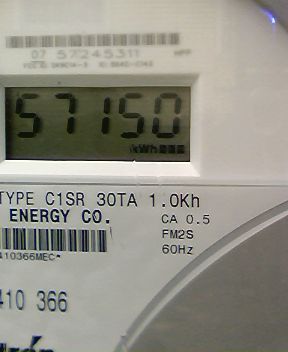 07 57245311
57150
kWh
TYPE C1SR 30TA 1.0Kh
ENERGY CO.
CA 0.5
FM2S
60Hz
410366MEC*
410 366